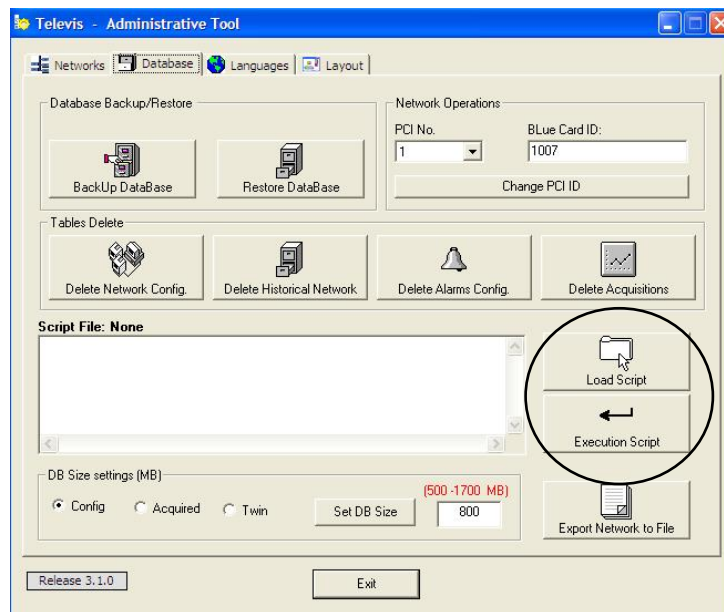 Televis - Administrative Tool
Networks Database Languages Layout
Database Backup/Restore
BackUp DataBase Restore DataBase
Network Operations
PCI No. BLue Card ID:
1 1007
Change PCI ID
Tables Delete
Delete Network Config. Delete Historical Network Delete Alarms Config. Delete Acquisitions
Script File: None
Load Script
Execution Script
DB Size settings (MB)
(500 -1700 MB)
Config Acquired Twin Set DB Size 800
Export Network to File
Release 3.1.0
Exit